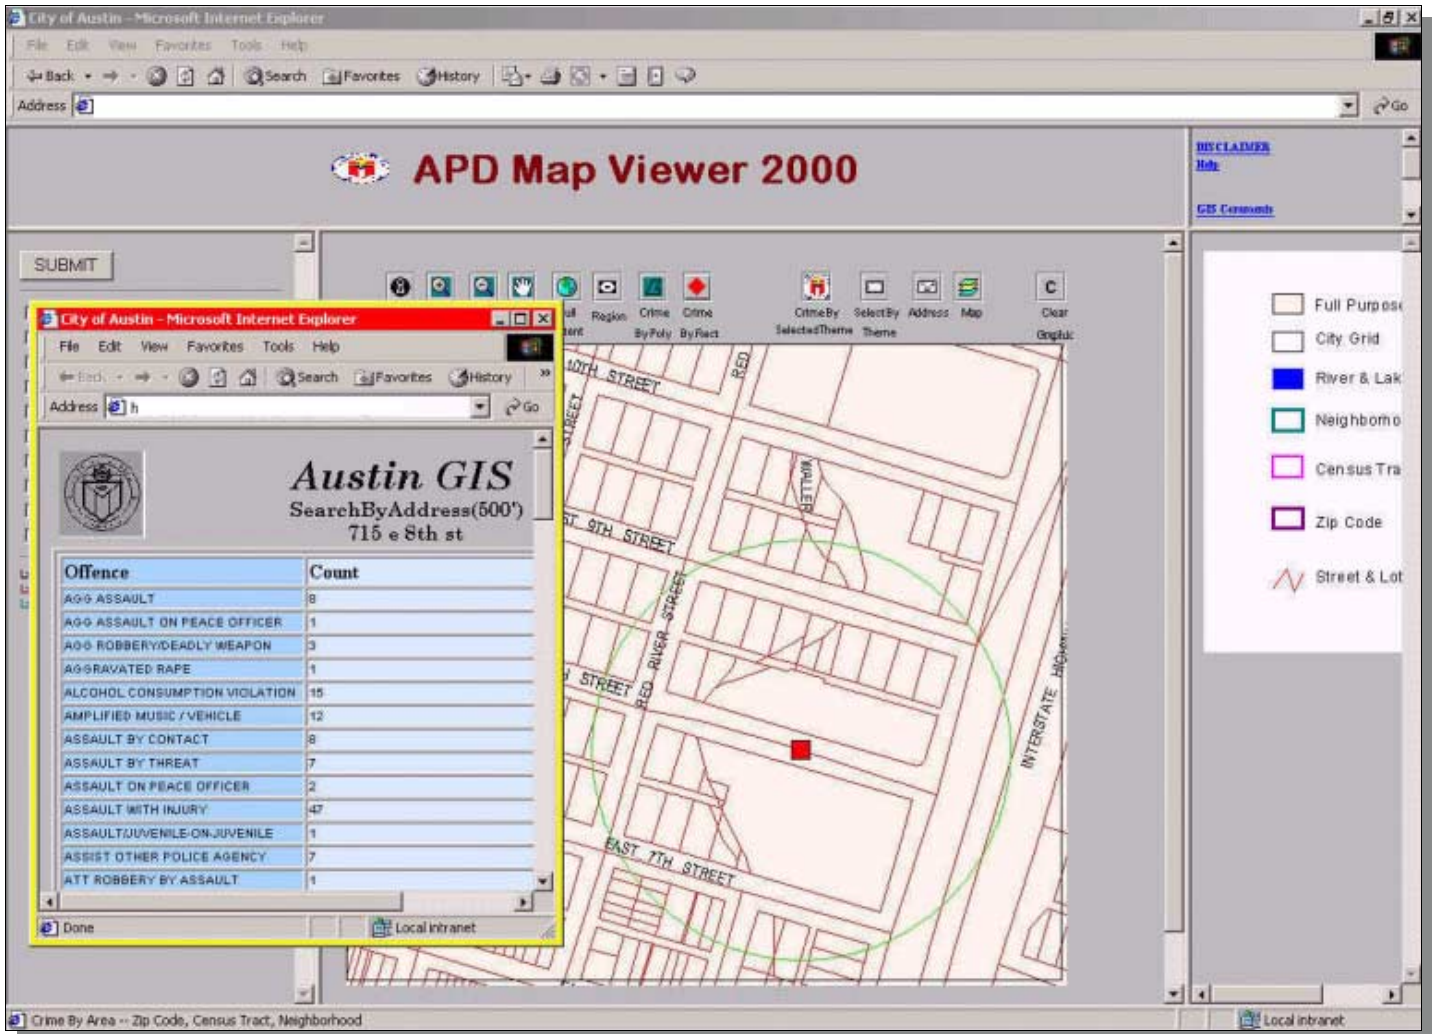 City of Austin - Microsoft Internet Explorer
File Edit View Favorites Tools Help
Back Search Favorites History
Address Go
APD Map Viewer 2000
DISCLAIMER
Help
GIS Comments
SUBMIT
Region Crime Crime CrimeBy SelectBy Address Map Clear
ByPoly ByRect SelectedTheme Theme Graphic
City of Austin - Microsoft Internet Explorer
File Edit View Favorites Tools Help
Back Search Favorites History »
Address h Go
Austin GIS
SearchByAddress(500')
715 e 8th st
Offence Count
AGG ASSAULT 8
AGG ASSAULT ON PEACE OFFICER 1
AGG ROBBERY/DEADLY WEAPON 3
AGGRAVATED RAPE 1
ALCOHOL CONSUMPTION VIOLATION 15
AMPLIFIED MUSIC / VEHICLE 12
ASSAULT BY CONTACT 8
ASSAULT BY THREAT 7
ASSAULT ON PEACE OFFICER 2
ASSAULT WITH INJURY 47
ASSAULT/JUVENILE-ON-JUVENILE 1
ASSIST OTHER POLICE AGENCY 7
ATT ROBBERY BY ASSAULT 1
Done Local intranet
10TH STREET
RED
STREET
WALLER
ST 9TH STREET
RED RIVER STREET
STREET
RED
INTERSTATE HIGHW
EAST 7TH STREET
Full Purpose
City Grid
River & Lak
Neighborho
Census Tra
Zip Code
Street & Lot
Crime By Area -- Zip Code, Census Tract, Neighborhood
Local intranet